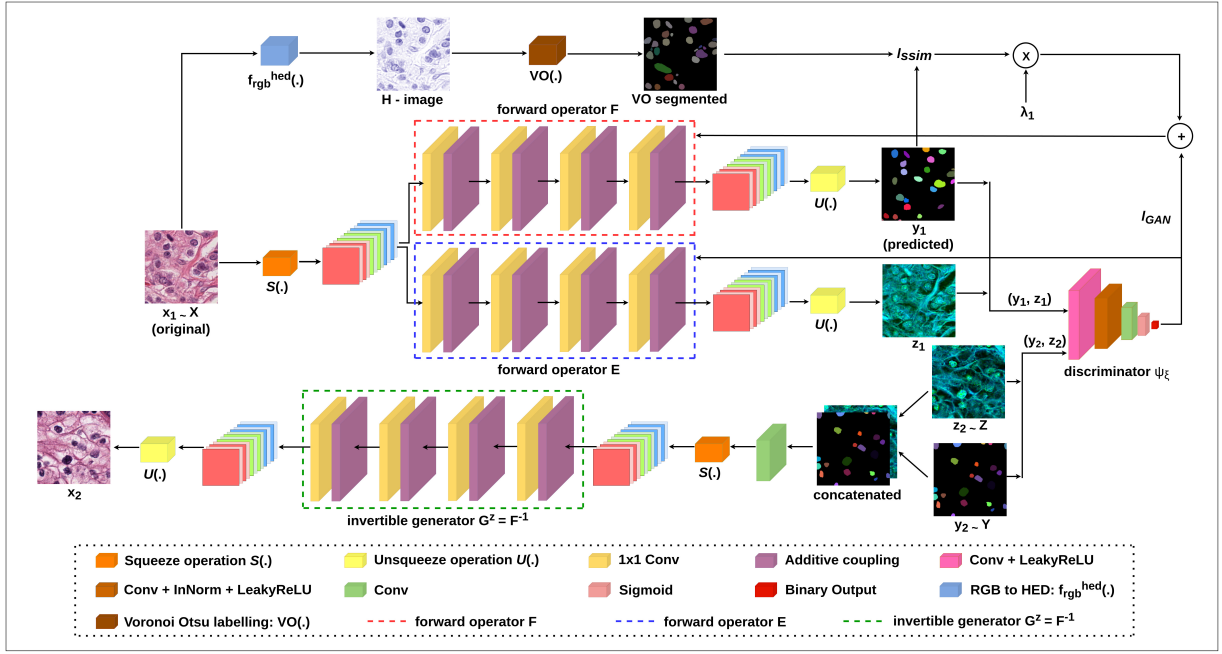 f_rgb^hed(.)
H - image
VO(.)
VO segmented
l_ssim
X
λ_1
+
forward operator F
U(.)
y_1
(predicted)
l_GAN
x_1 ~ X
(original)
S(.)
forward operator E
U(.)
z_1
(y_1, z_1)
(y_2, z_2)
discriminator ψ_ξ
z_2 ~ Z
y_2 ~ Y
concatenated
S(.)
invertible generator G^z = F^-1
U(.)
x_2
Squeeze operation S(.)
Unsqueeze operation U(.)
1x1 Conv
Additive coupling
Conv + LeakyReLU
Conv + InNorm + LeakyReLU
Conv
Sigmoid
Binary Output
RGB to HED: f_rgb^hed(.)
Voronoi Otsu labelling: VO(.)
forward operator F
forward operator E
invertible generator G^z = F^-1